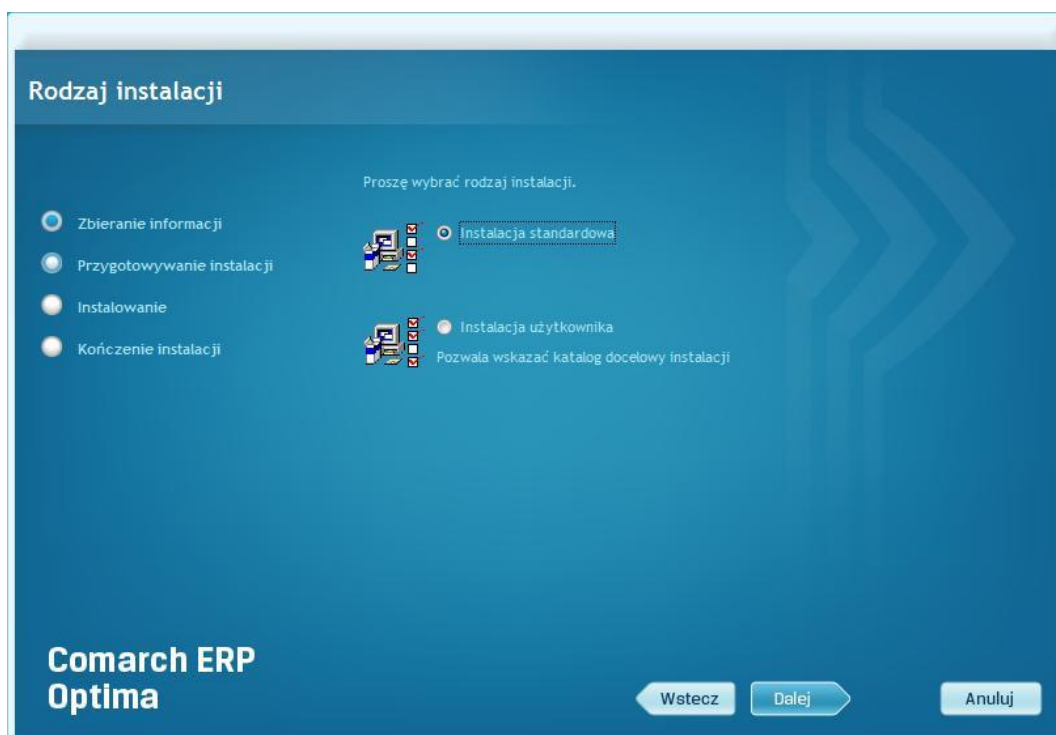 Rodzaj instalacji
Proszę wybrać rodzaj instalacji.
Zbieranie informacji
Przygotowywanie instalacji
Instalowanie
Kończenie instalacji
Instalacja standardowa
Instalacja użytkownika
Pozwala wskazać katalog docelowy instalacji
Comarch ERP
Optima
Wstecz
Dalej
Anuluj